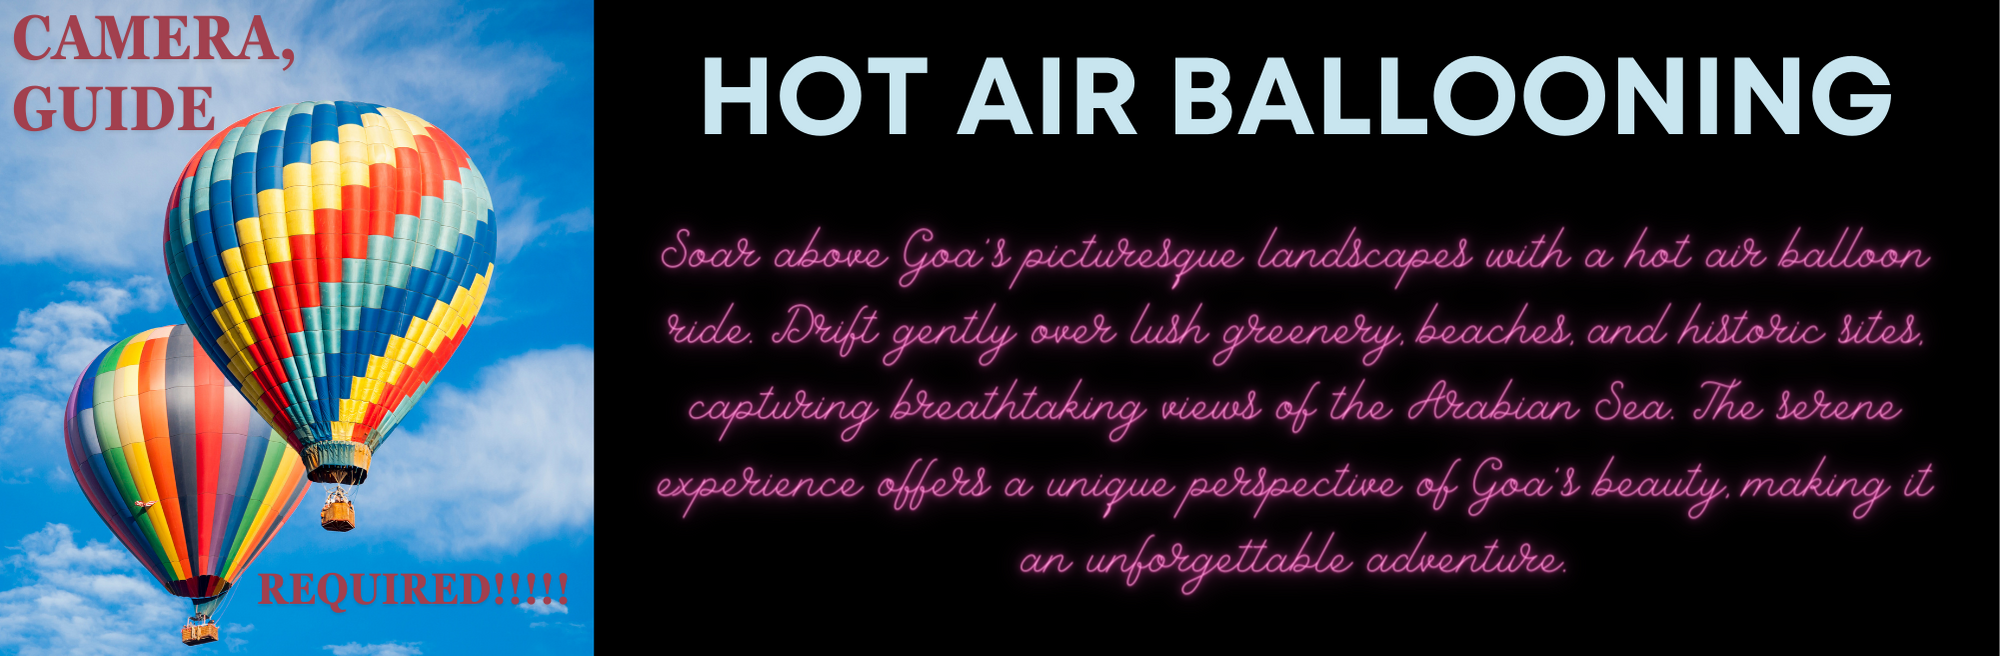 CAMERA,
GUIDE
REQUIRED!!!!!
HOT AIR BALLOONING
Soar above Goa's picturesque landscapes with a hot air balloon
ride. Drift gently over lush greenery, beaches, and historic sites,
capturing breathtaking views of the Arabian Sea. The serene
experience offers a unique perspective of Goa's beauty, making it
an unforgettable adventure.